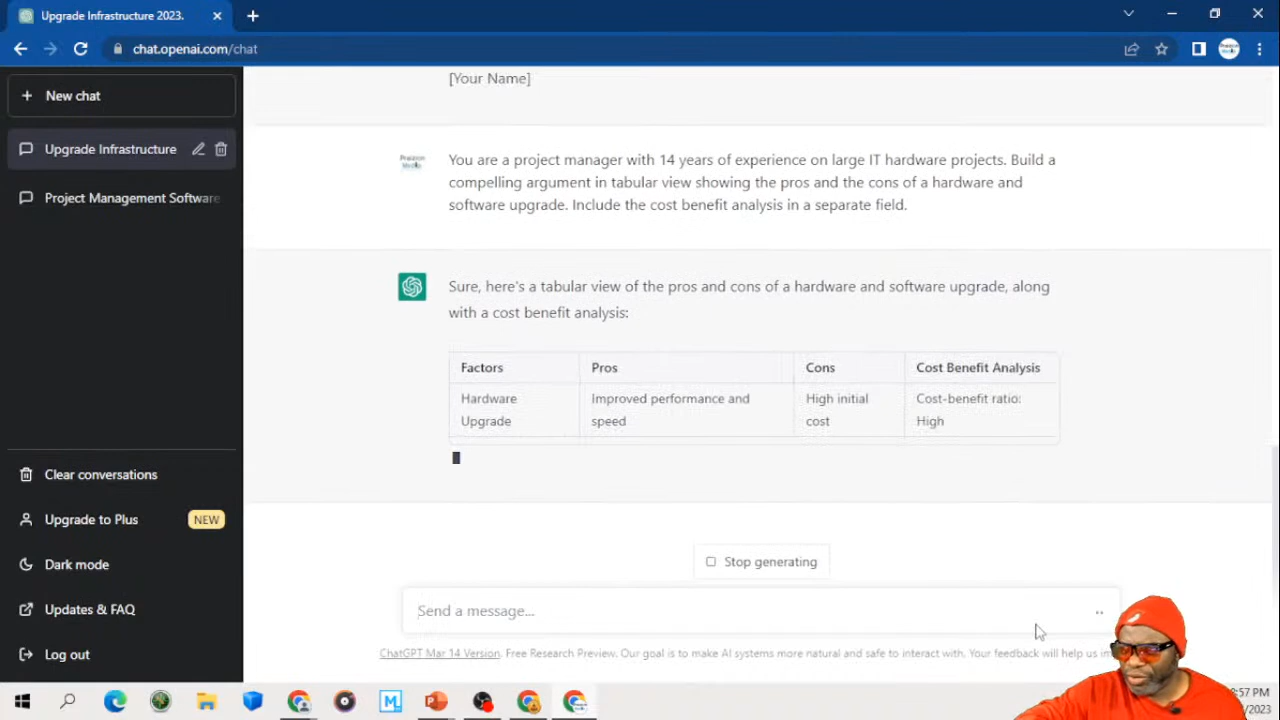 Upgrade Infrastructure 2023.
chat.openai.com/chat
New chat
Upgrade Infrastructure
Project Management Software
Clear conversations
Upgrade to Plus
NEW
Dark mode
Updates & FAQ
Log out
[Your Name]
You are a project manager with 14 years of experience on large IT hardware projects. Build a
compelling argument in tabular view showing the pros and the cons of a hardware and
software upgrade. Include the cost benefit analysis in a separate field.
Sure, here's a tabular view of the pros and cons of a hardware and software upgrade, along
with a cost benefit analysis:
Factors Pros Cons Cost Benefit Analysis
Hardware Improved performance and High initial Cost-benefit ratio:
Upgrade speed cost High
Stop generating
Send a message...
ChatGPT Mar 14 Version. Free Research Preview. Our goal is to make AI systems more natural and safe to interact with. Your feedback will help us
:57 PM
/2023